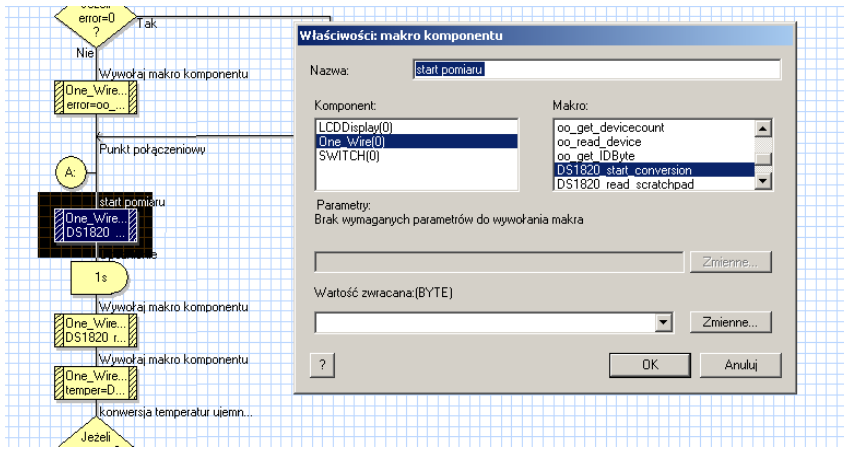 Jeżeli
error=0
?
Tak
Nie
Wywołaj makro komponentu
One_Wire...
error=oo_...
Punkt połączeniowy
A:
start pomiaru
One_Wire...
DS1820_...
1s
Wywołaj makro komponentu
One_Wire...
DS1820_r...
Wywołaj makro komponentu
One_Wire...
temper=D...
konwersja temperatur ujemn...
Jeżeli
Właściwości: makro komponentu
Nazwa:
start pomiaru
Komponent:
LCDDisplay(0)
One_Wire(0)
SWITCH(0)
Makro:
oo_get_devicecount
oo_read_device
oo_get_IDByte
DS1820_start_conversion
DS1820_read_scratchpad
Parametry:
Brak wymaganych parametrów do wywołania makra
Zmienne...
Wartość zwracana:(BYTE)
Zmienne...
?
OK
Anuluj